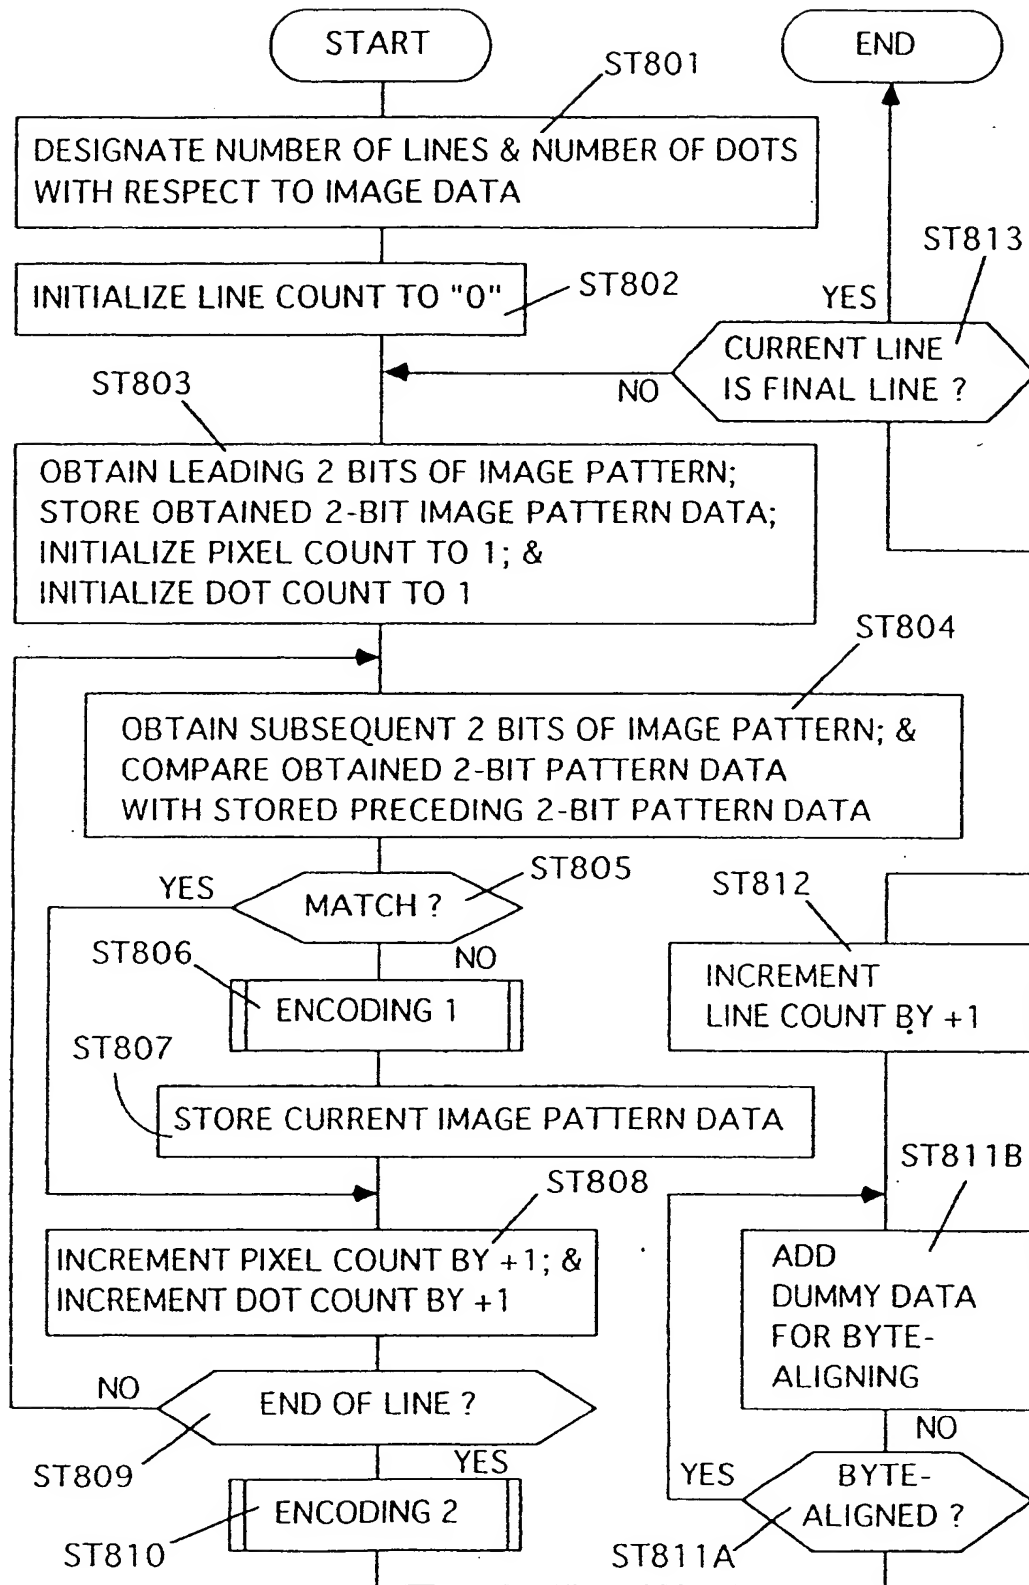 START
ST801
DESIGNATE NUMBER OF LINES & NUMBER OF DOTS
WITH RESPECT TO IMAGE DATA
INITIALIZE LINE COUNT TO "0"
ST802
ST803
OBTAIN LEADING 2 BITS OF IMAGE PATTERN;
STORE OBTAINED 2-BIT IMAGE PATTERN DATA;
INITIALIZE PIXEL COUNT TO 1; &
INITIALIZE DOT COUNT TO 1
ST804
OBTAIN SUBSEQUENT 2 BITS OF IMAGE PATTERN; &
COMPARE OBTAINED 2-BIT PATTERN DATA
WITH STORED PRECEDING 2-BIT PATTERN DATA
YES
MATCH ?
ST805
NO
ST806
ENCODING 1
ST807
STORE CURRENT IMAGE PATTERN DATA
ST808
INCREMENT PIXEL COUNT BY +1; &
INCREMENT DOT COUNT BY +1
NO
END OF LINE ?
ST809
YES
ENCODING 2
ST810
END
ST813
YES
CURRENT LINE
IS FINAL LINE ?
NO
ST812
INCREMENT
LINE COUNT BY +1
ST811B
ADD
DUMMY DATA
FOR BYTE-
ALIGNING
NO
YES
BYTE-
ALIGNED ?
ST811A